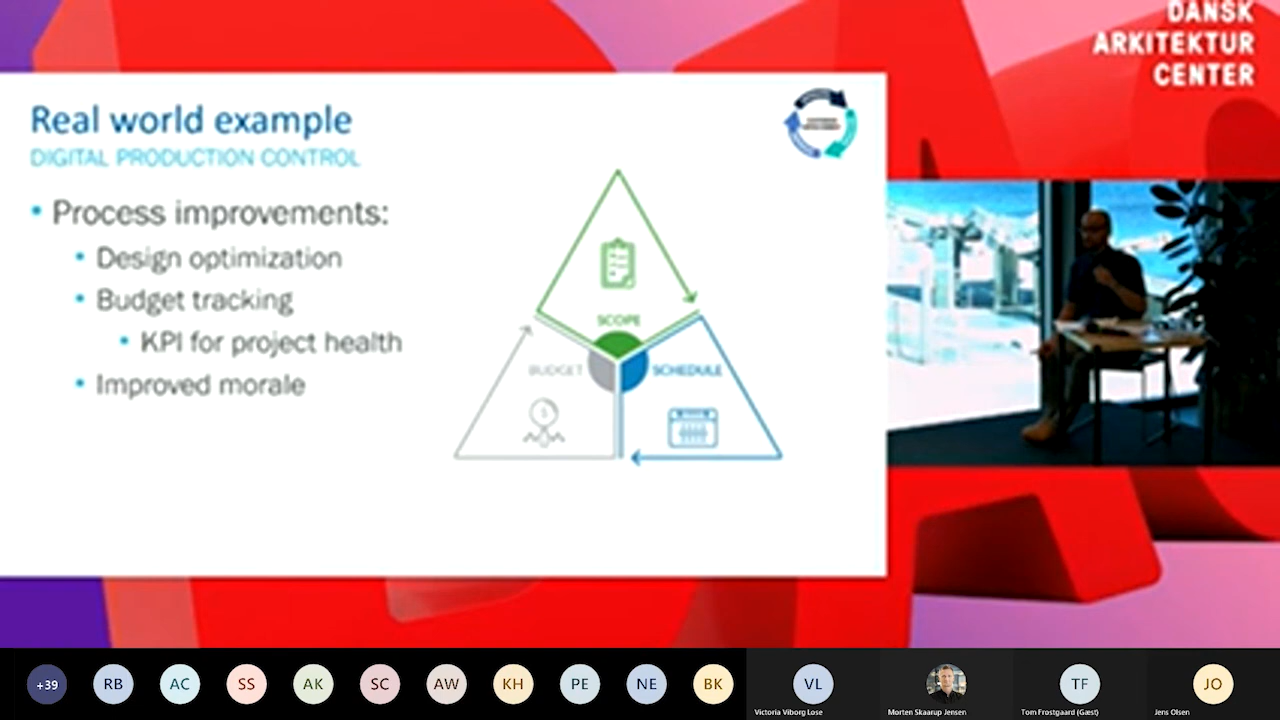 DANSK
ARKITEKTUR
CENTER
Real world example
DIGITAL PRODUCTION CONTROL
• Process improvements:
• Design optimization
• Budget tracking
• KPI for project health
• Improved morale
SCOPE
BUDGET
SCHEDULE
+39
RB
AC
SS
AK
SC
AW
KH
PE
NE
BK
VL
TF
JO
Victoria Viborg Lose
Morten Skaarup Jensen
Tom Frostgaard (Gæst)
Jens Olsen